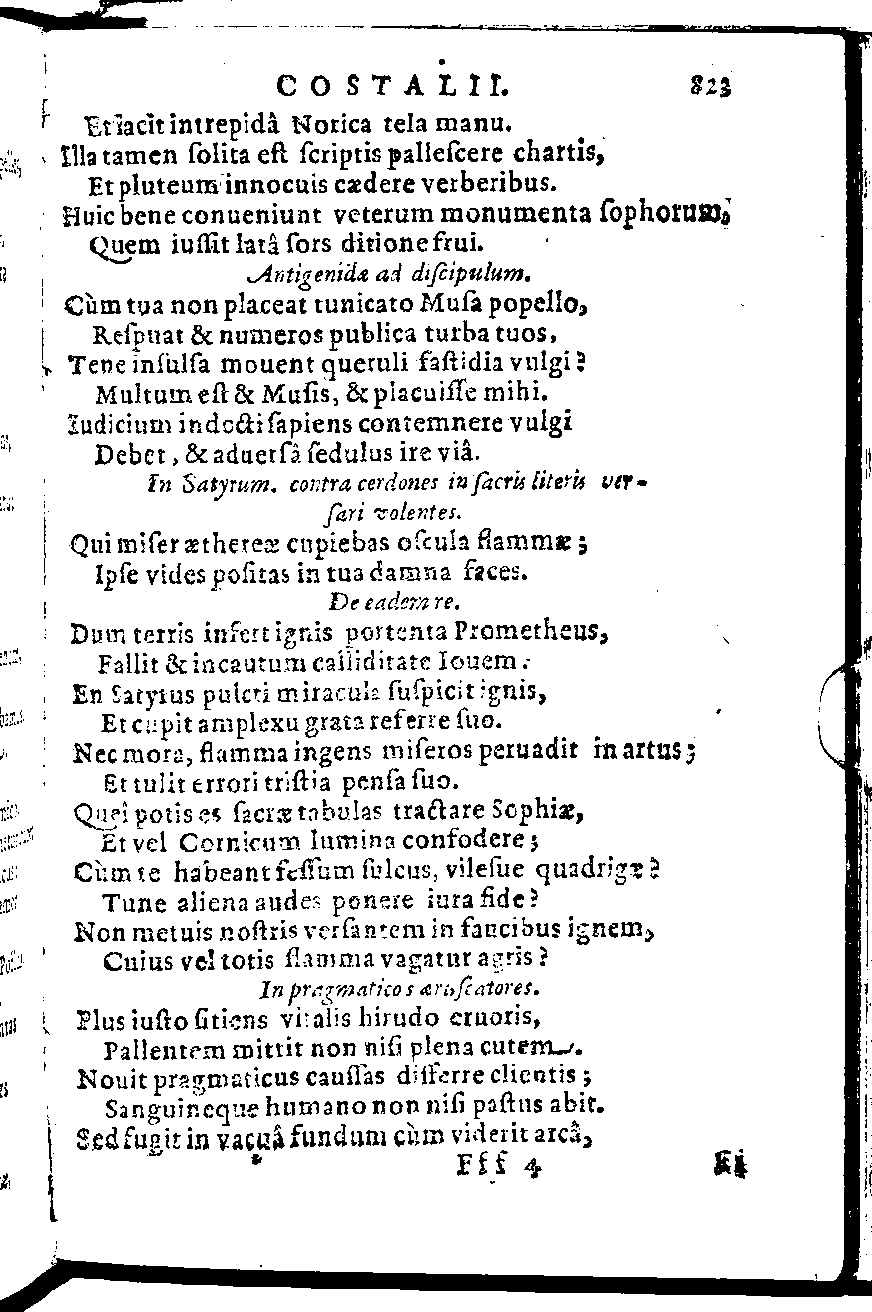 COSTALII. 823
Et iacit intrepidâ Norica tela manu.
Illa tamen ſolita eſt ſcriptis palleſcere chartis,
Et pluteum innocuis cædere verberibus.
Huic bene conueniunt veterum monumenta ſophorum,
Quem iuſſit latâ ſors ditione frui.
Antigenidæ ad diſcipulum.
Cùm tua non placeat tunicato Muſa popello,
Reſpuat & numeros publica turba tuos,
Tene inſulſa mouent queruli faſtidia vulgi?
Multum eſt & Muſis, & placuiſſe mihi.
Iudicium indocti ſapiens contemnere vulgi
Debet, & aduerſâ ſedulus ire viâ.
In Satyrum. contra cerdones in ſacris literis ver-
ſari volentes.
Qui miſer æthereæ cupiebas oſcula flammæ;
Ipſe vides poſitas in tua damna faces.
De eadem re.
Dum terris infert ignis portenta Prometheus,
Fallit & incautum calliditate Iouem:
En Satyrus pulcri miracula ſuſpicit ignis,
Et cupit amplexu grata referre ſuo.
Nec mora, flamma ingens miſeros peruadit in artus;
Et tulit errori triſtia penſa ſuo.
Quei potis es ſacræ tabulas tractare Sophiæ,
Et vel Cornicum lumina confodere;
Cùm te habeant feſſum ſulcus, vileſue quadrigæ?
Tune aliena audes ponere iura fide?
Non metuis noſtris verſantem in faucibus ignem,
Cuius vel totis flamma vagatur agris?
In pragmaticos æruſcatores.
Plus iuſto ſitiens vitalis hirudo cruoris,
Pallentem mittit non niſi plena cutem.
Nouit pragmaticus cauſſas differre clientis;
Sanguineque humano non niſi paſtus abit.
Sed fugit in vacuâ fundum cùm viderit arcâ,
Fff 4